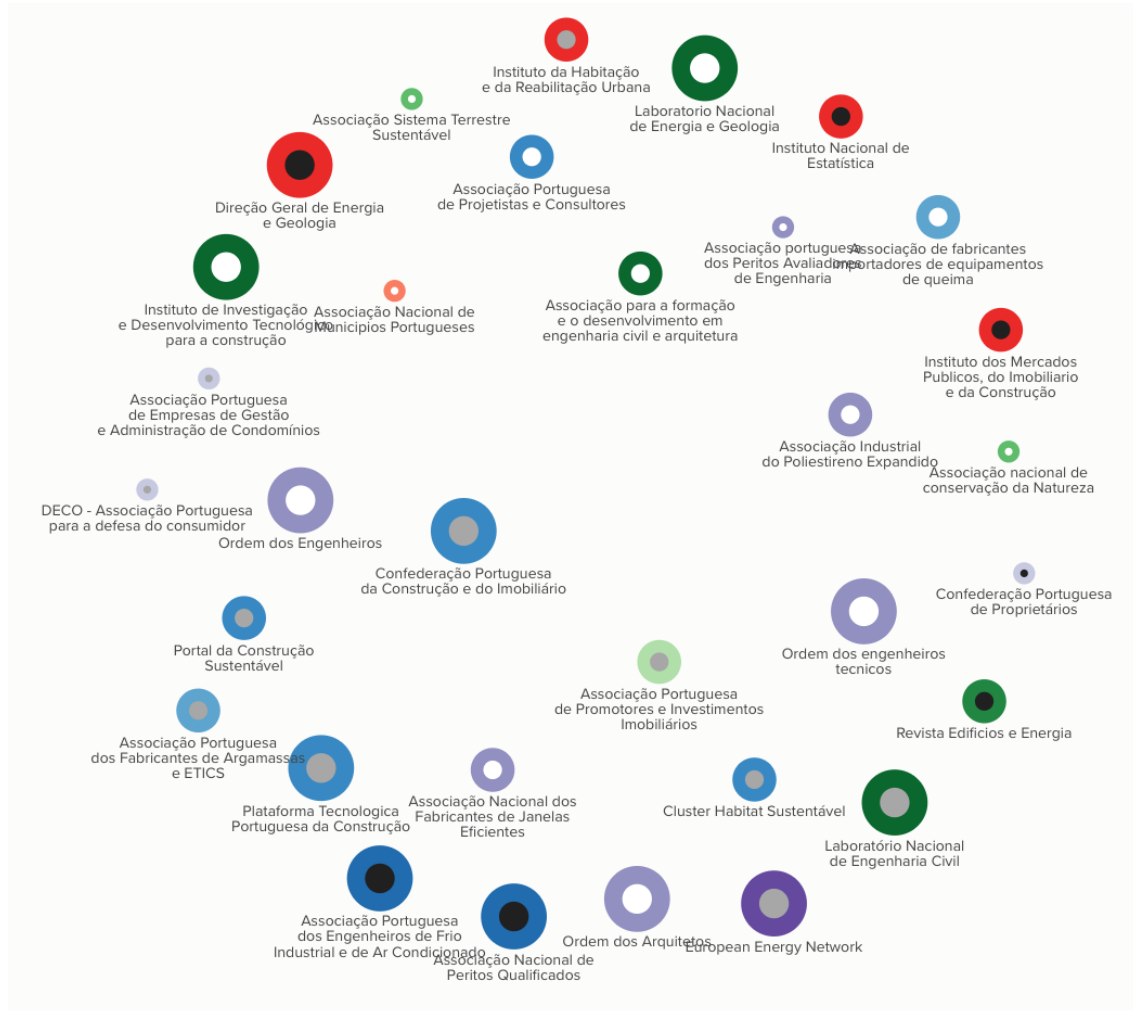 Instituto da Habitação
e da Reabilitação Urbana
Laboratorio Nacional
de Energia e Geologia
Associação Sistema Terrestre
Sustentável
Instituto Nacional de
Estatística
Associação Portuguesa
de Projetistas e Consultores
Direção Geral de Energia
e Geologia
Associação portuguesa
dos Peritos Avaliadores
de Engenharia
Associação de fabricantes
importadores de equipamentos
de queima
Instituto de Investigação
e Desenvolvimento Tecnológico
para a construção
Associação Nacional de
Municipios Portugueses
Associação para a formação
e o desenvolvimento em
engenharia civil e arquitetura
Instituto dos Mercados
Publicos, do Imobiliario
e da Construção
Associação Portuguesa
de Empresas de Gestão
e Administração de Condomínios
Associação Industrial
do Poliestireno Expandido
Associação nacional de
conservação da Natureza
DECO - Associação Portuguesa
para a defesa do consumidor
Ordem dos Engenheiros
Confederação Portuguesa
da Construção e do Imobiliário
Confederação Portuguesa
de Proprietários
Portal da Construção
Sustentável
Ordem dos engenheiros
tecnicos
Associação Portuguesa
de Promotores e Investimentos
Imobiliários
Revista Edificios e Energia
Associação Portuguesa
dos Fabricantes de Argamassas
e ETICS
Plataforma Tecnologica
Portuguesa da Construção
Associação Nacional dos
Fabricantes de Janelas
Eficientes
Cluster Habitat Sustentável
Laboratório Nacional
de Engenharia Civil
Associação Portuguesa
dos Engenheiros de Frio
Industrial e de Ar Condicionado
Associação Nacional de
Peritos Qualificados
Ordem dos Arquitetos
European Energy Network